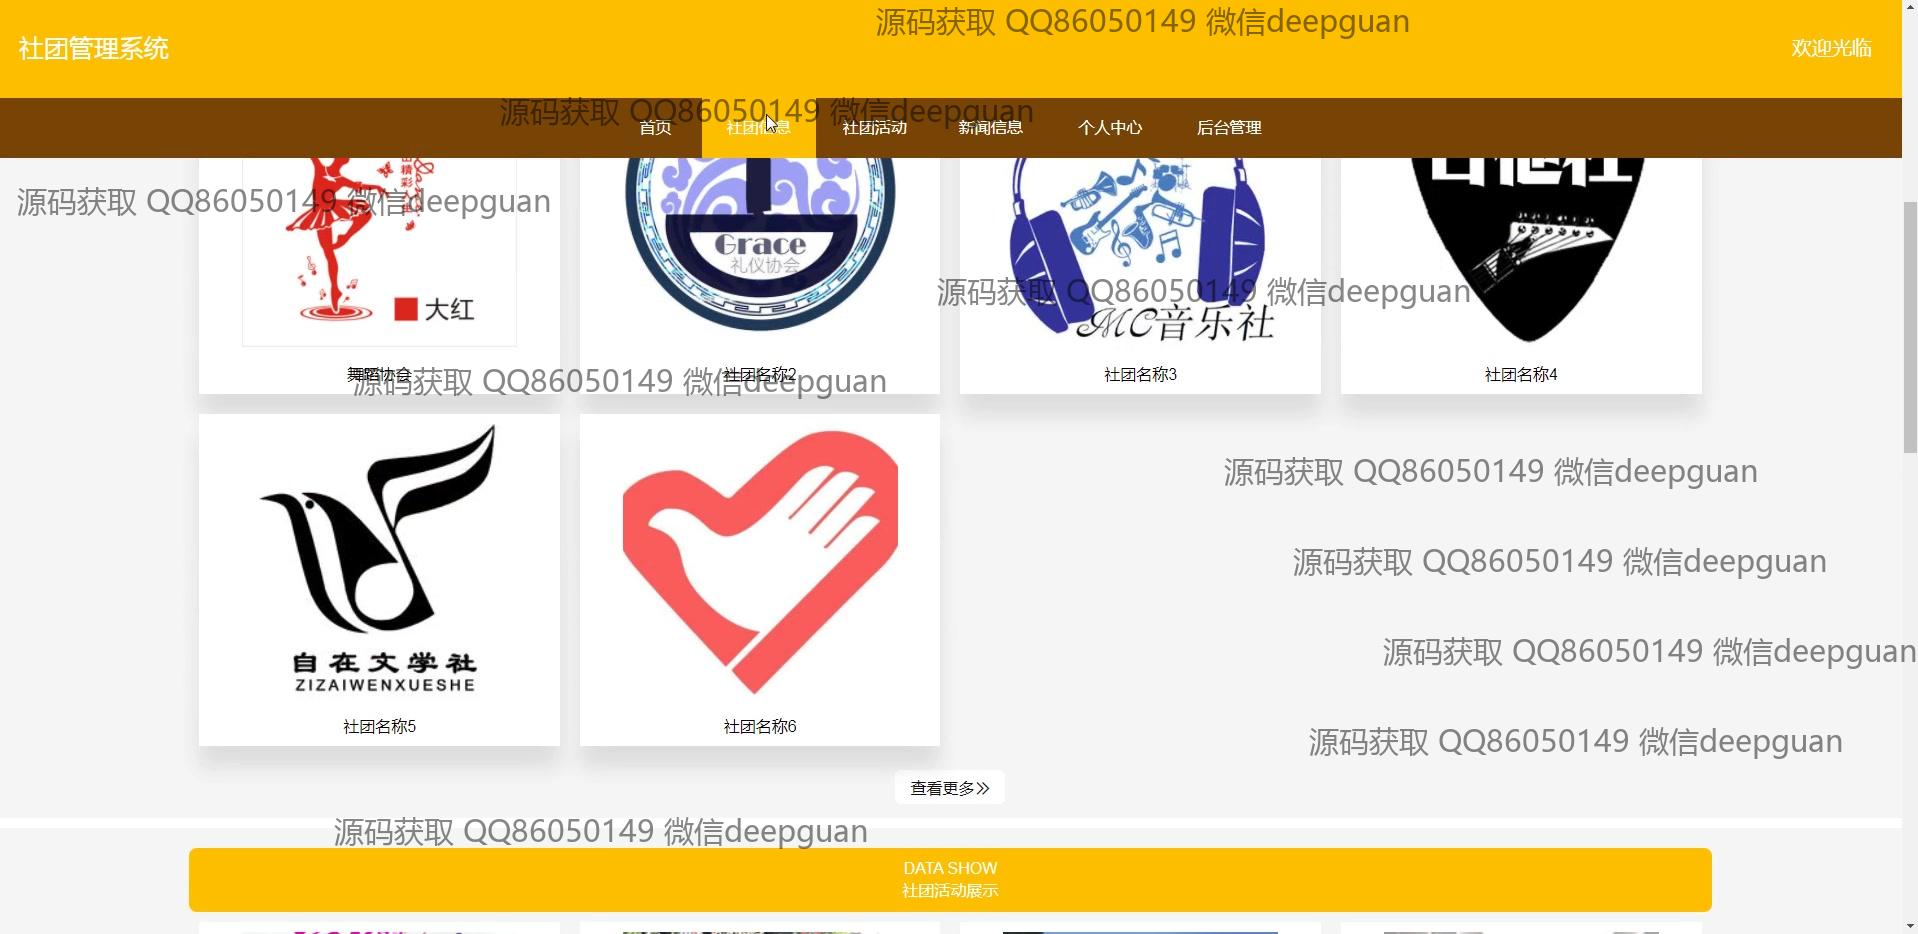 源码获取 QQ86050149 微信deepguan
社团管理系统
欢迎光临
源码获取 QQ86050149 微信deepguan
首页
社团信息
社团活动
新闻信息
个人中心
后台管理
源码获取 QQ86050149 微信deepguan
Grace
礼仪协会
源码获取 QQ86050149 微信deepguan
大红
MC音乐社
舞蹈协会
社团名称2
社团名称3
社团名称4
源码获取 QQ86050149 微信deepguan
源码获取 QQ86050149 微信deepguan
源码获取 QQ86050149 微信deepguan
源码获取 QQ86050149 微信deepguan
自在文学社
ZIZAIWENXUESHE
社团名称5
社团名称6
源码获取 QQ86050149 微信deepguan
查看更多
源码获取 QQ86050149 微信deepguan
DATA SHOW
社团活动展示